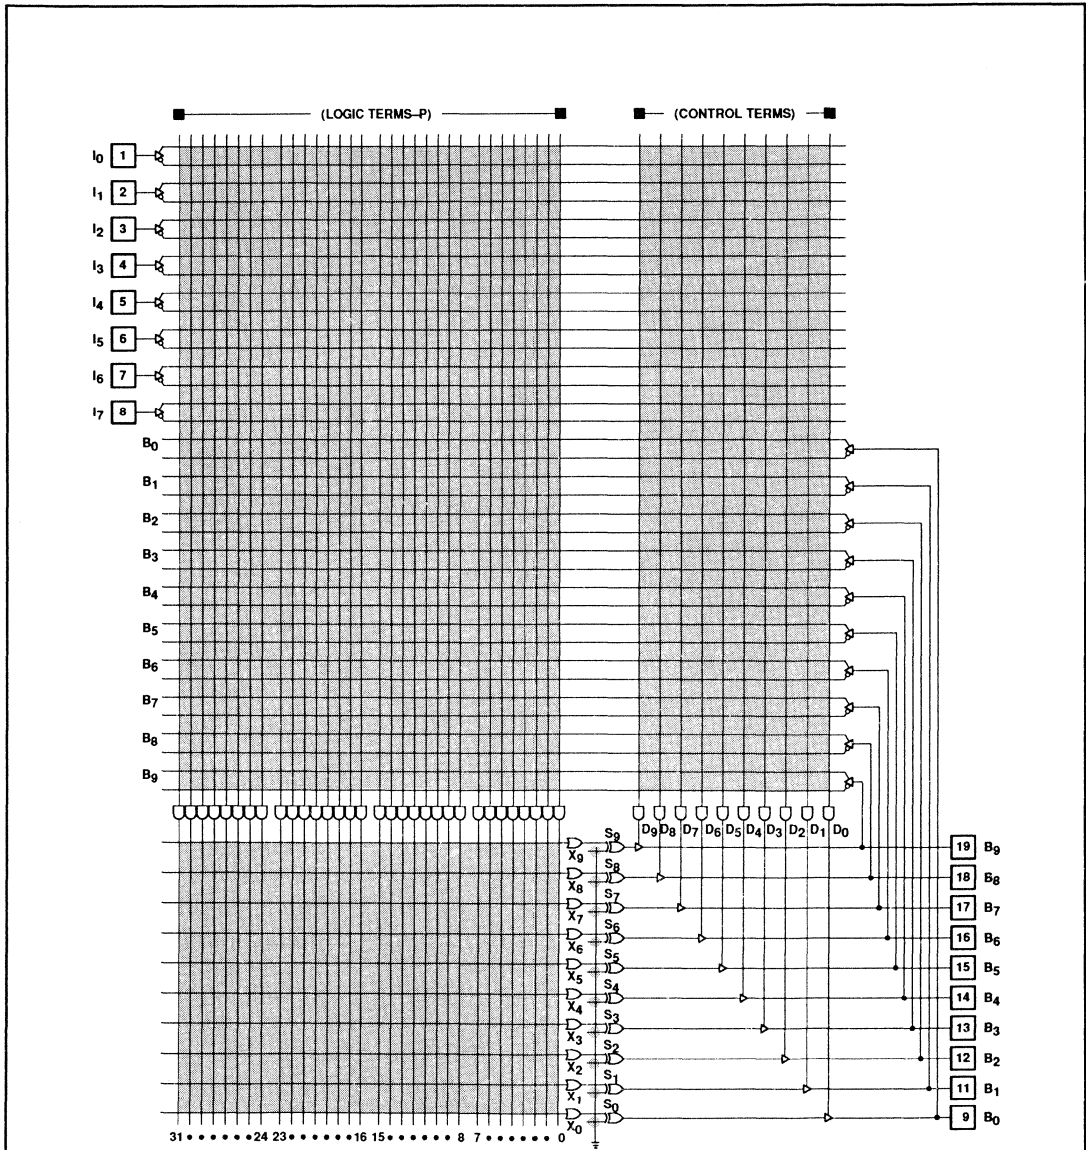 (LOGIC TERMS–P) (CONTROL TERMS)
I0 1
I1 2
I2 3
I3 4
I4 5
I5 6
I6 7
I7 8
B0
B1
B2
B3
B4
B5
B6
B7
B8
B9
D9 D8 D7 D6 D5 D4 D3 D2 D1 D0
X9 S9 19 B9
X8 S8 18 B8
X7 S7 17 B7
X6 S6 16 B6
X5 S5 15 B5
X4 S4 14 B4
X3 S3 13 B3
X2 S2 12 B2
X1 S1 11 B1
X0 S0 9 B0
31 • • • • • • 24 23 • • • • • • 16 15 • • • • • • 8 7 • • • • • • 0